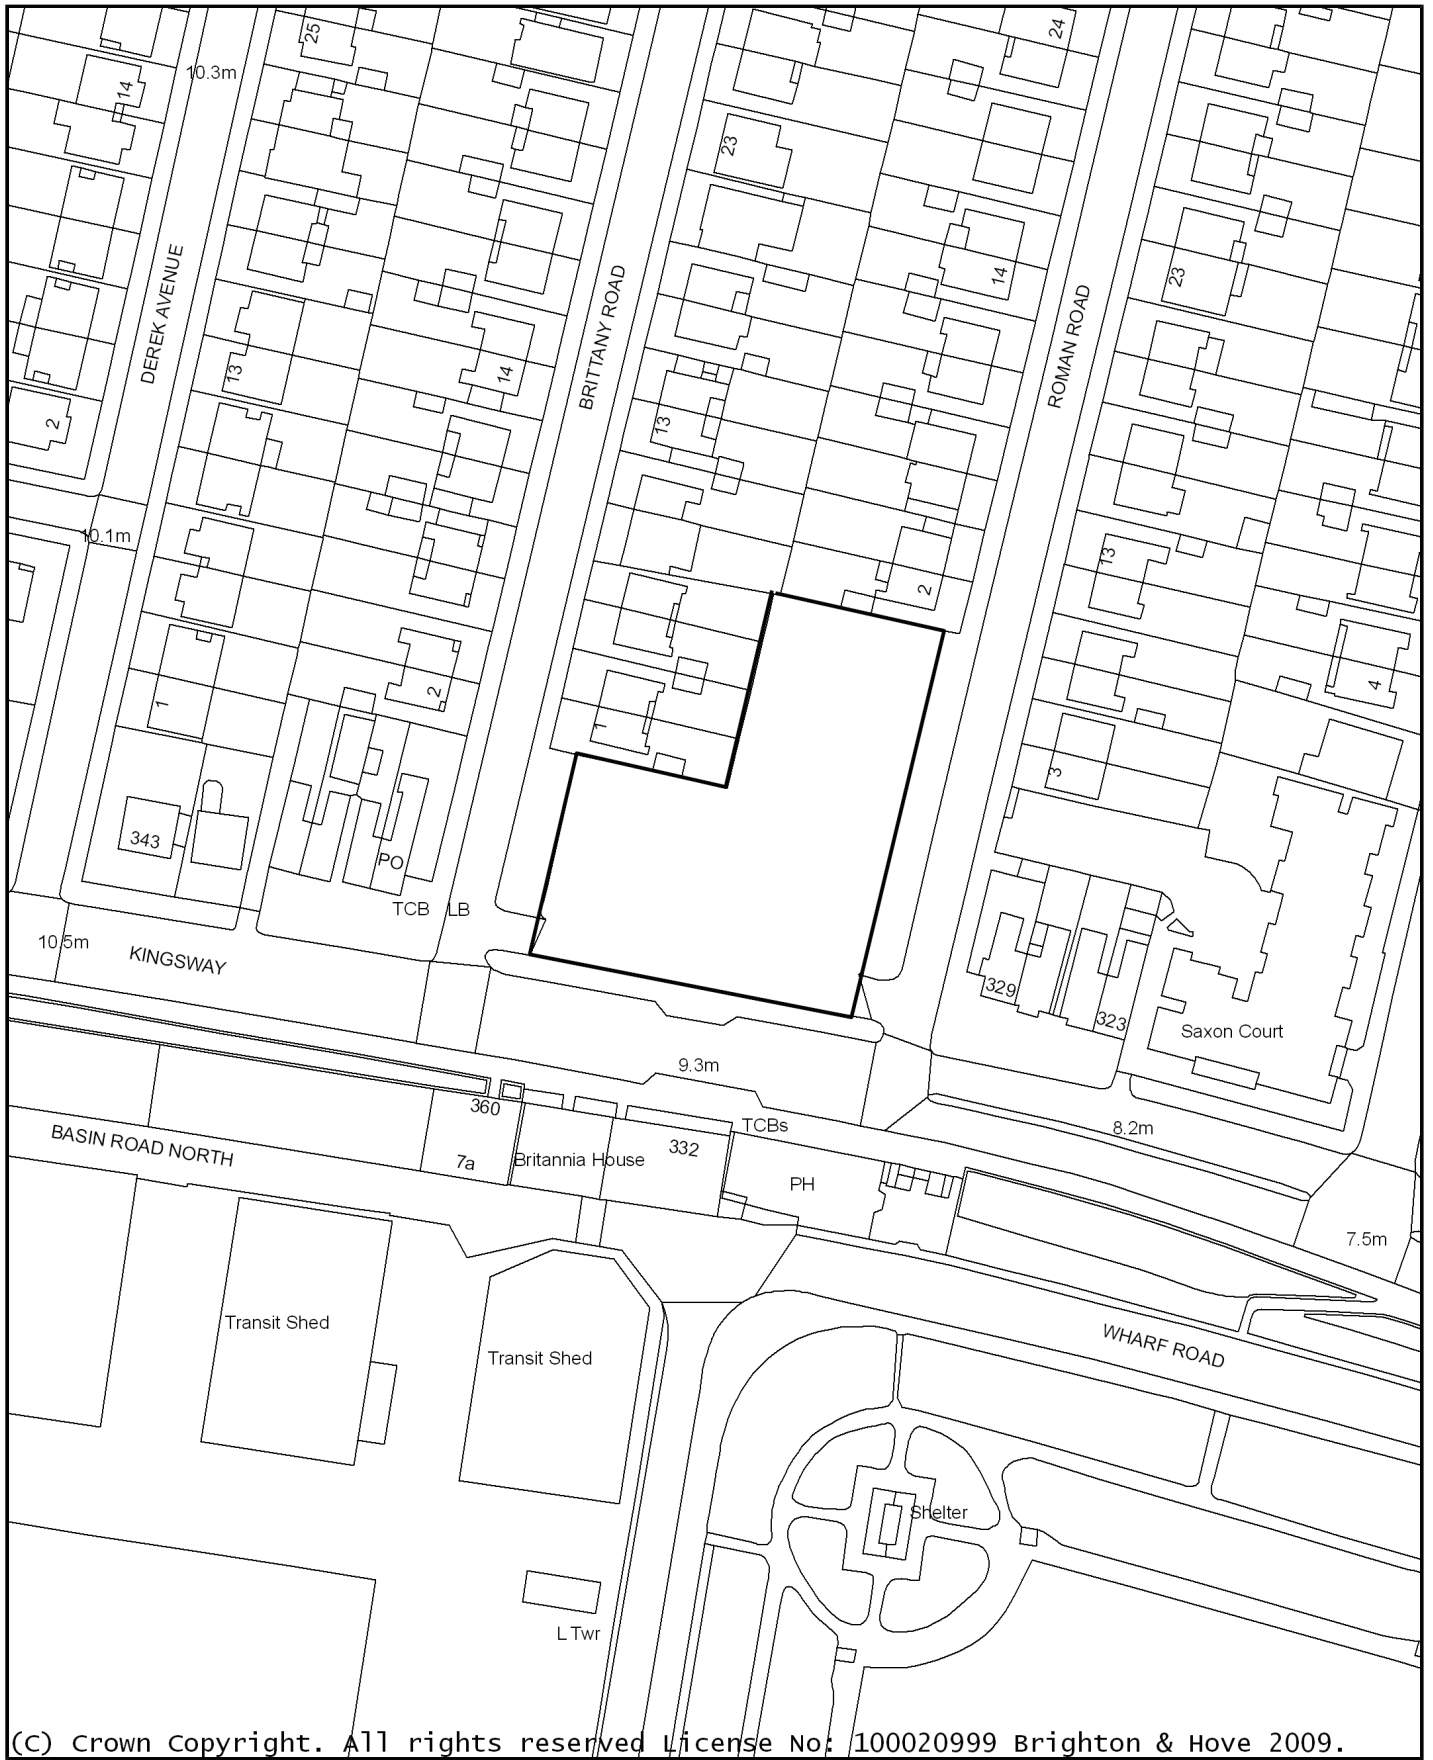 25
24
10.3m
14
23
DEREK AVENUE
14
23
BRITTANY ROAD
ROMAN ROAD
13
14
2
13
10.1m
13
2
1
2
1
4
3
343
PO
TCB
LB
10.5m
KINGSWAY
329
323
Saxon Court
9.3m
360
TCBs
8.2m
BASIN ROAD NORTH
7a
Britannia House
332
PH
7.5m
Transit Shed
Transit Shed
WHARF ROAD
Shelter
L Twr
(C) Crown Copyright. All rights reserved License No: 100020999 Brighton & Hove 2009.